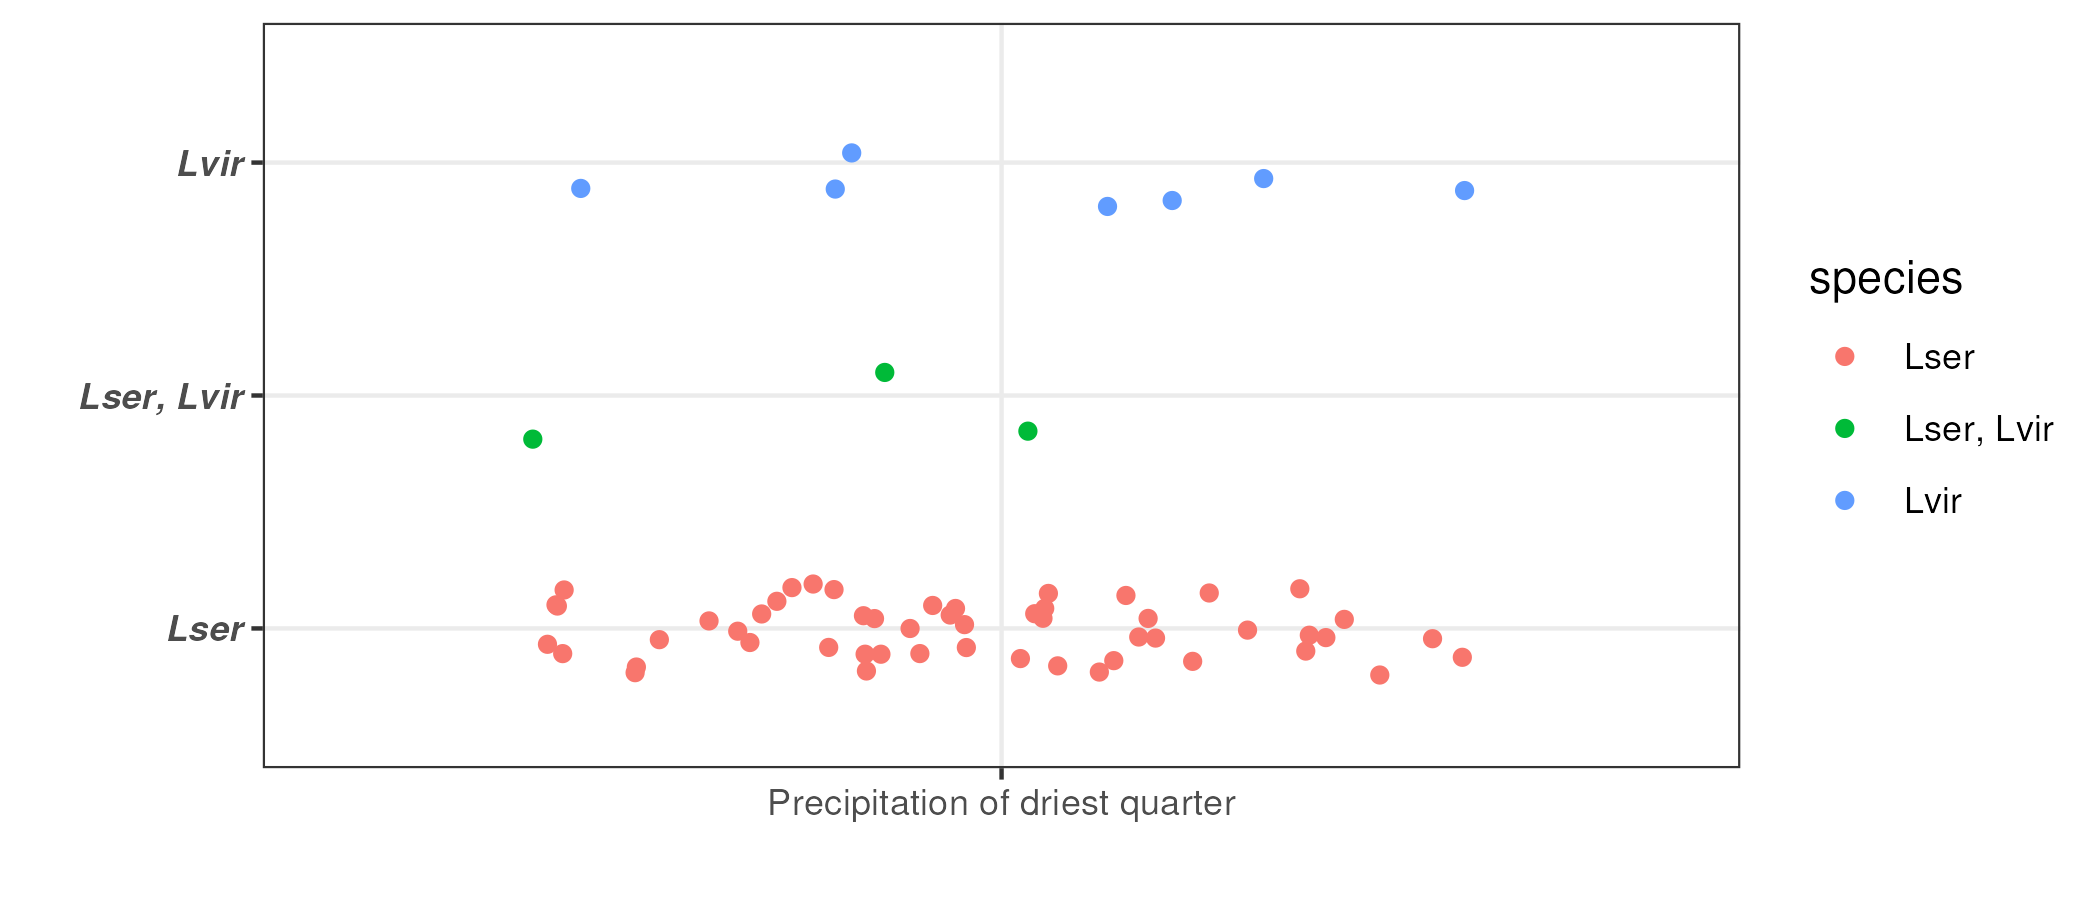 Lvir
Lser, Lvir
Lser
Precipitation of driest quarter
species
Lser
Lser, Lvir
Lvir